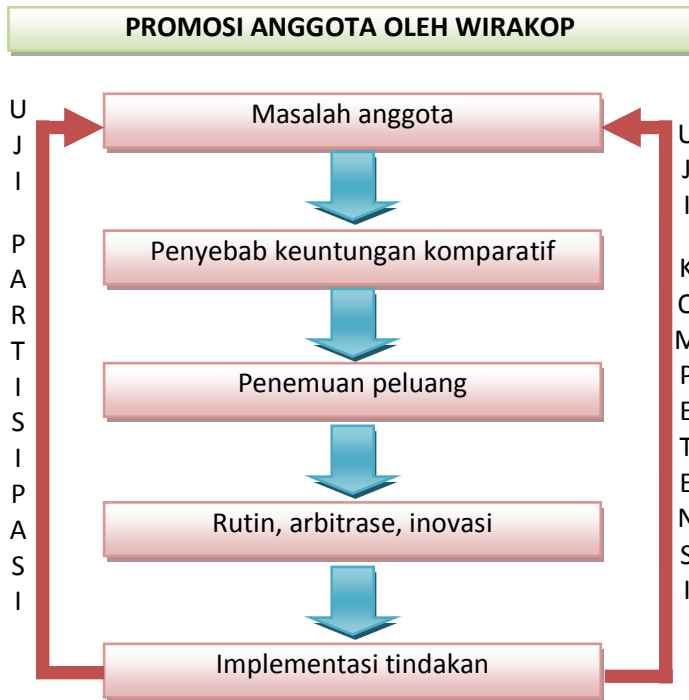 PROMOSI ANGGOTA OLEH WIRAKOP
Masalah anggota
Penyebab keuntungan komparatif
Penemuan peluang
Rutin, arbitrase, inovasi
Implementasi tindakan
UJI PARTISIPASI
UJI KOMPETENSI